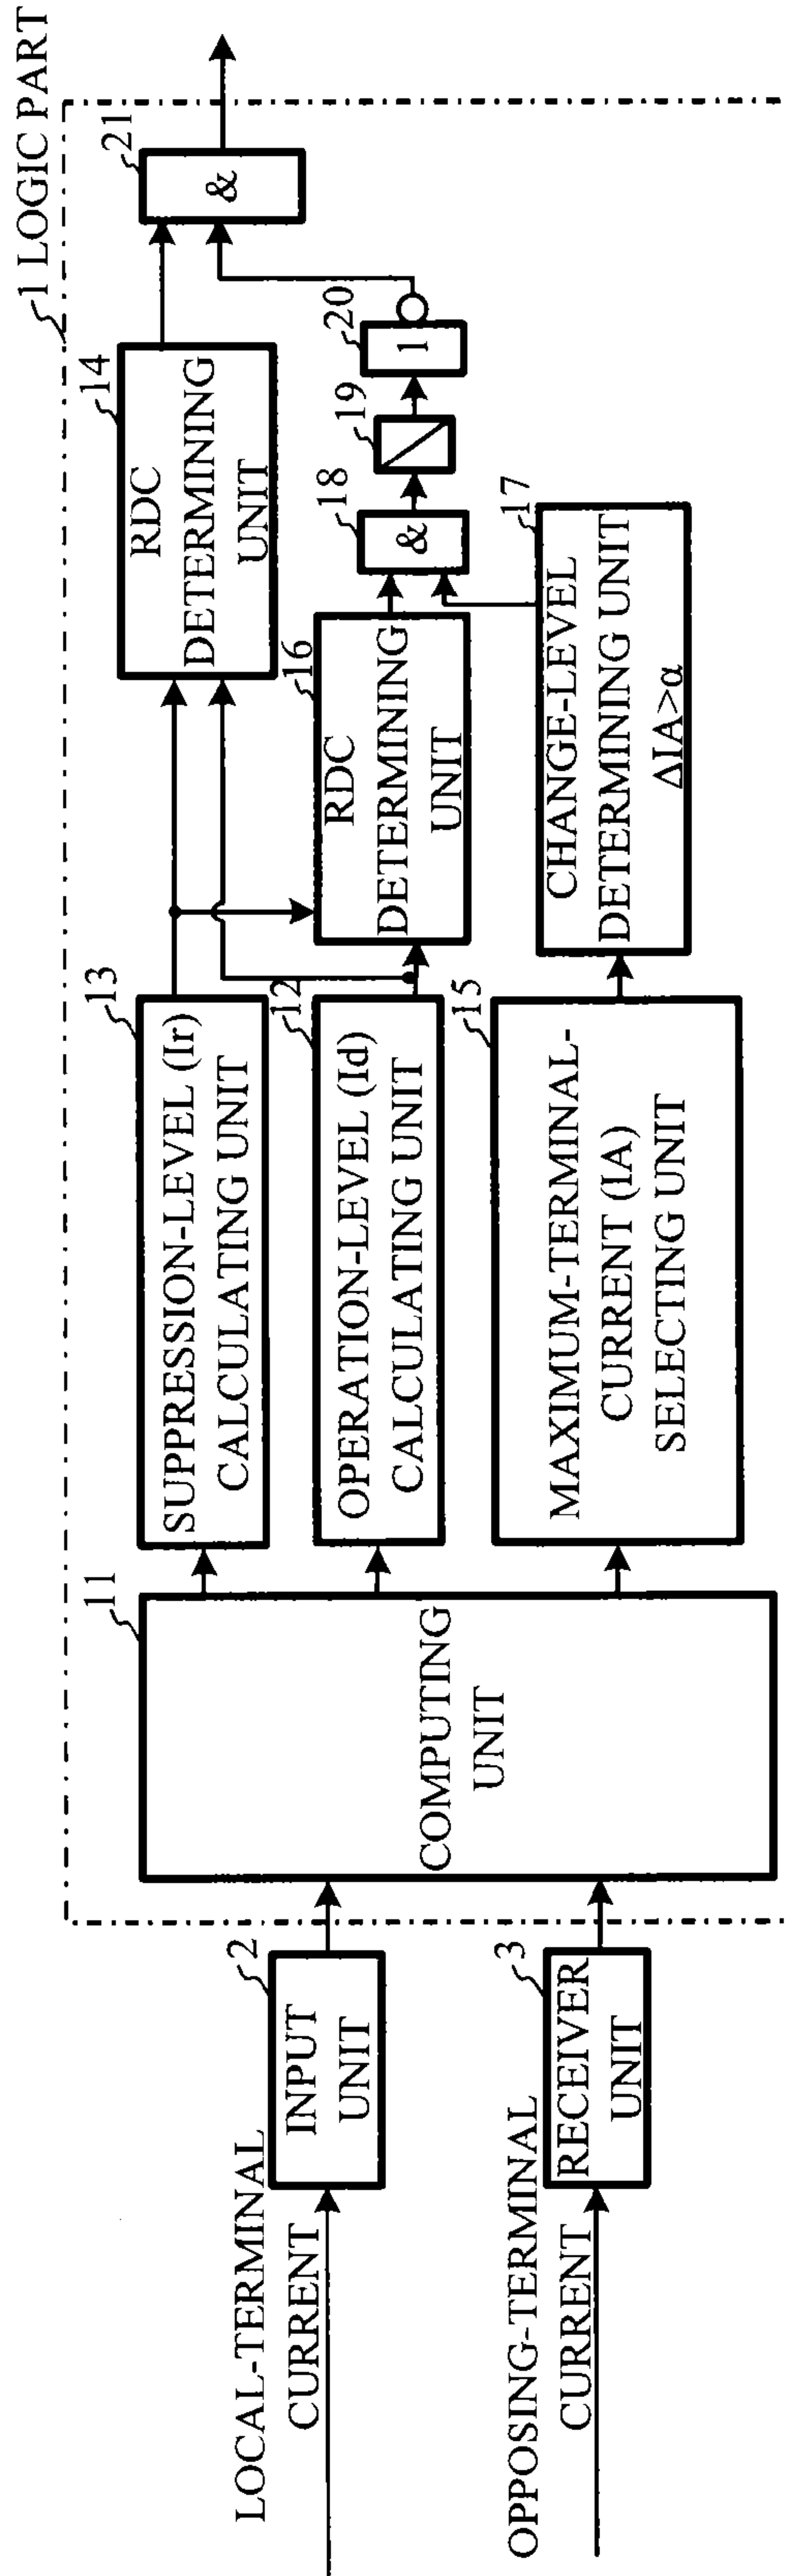 1 LOGIC PART
LOCAL-TERMINAL
CURRENT
2
INPUT
UNIT
OPPOSING-TERMINAL
CURRENT
3
RECEIVER
UNIT
11
COMPUTING
UNIT
13
SUPPRESSION-LEVEL (Ir)
CALCULATING UNIT
12
OPERATION-LEVEL (Id)
CALCULATING UNIT
15
MAXIMUM-TERMINAL-
CURRENT (IA)
SELECTING UNIT
14
RDC
DETERMINING
UNIT
16
RDC
DETERMINING
UNIT
17
CHANGE-LEVEL
DETERMINING UNIT
ΔIA>α
18
&
19
20
1
21
&